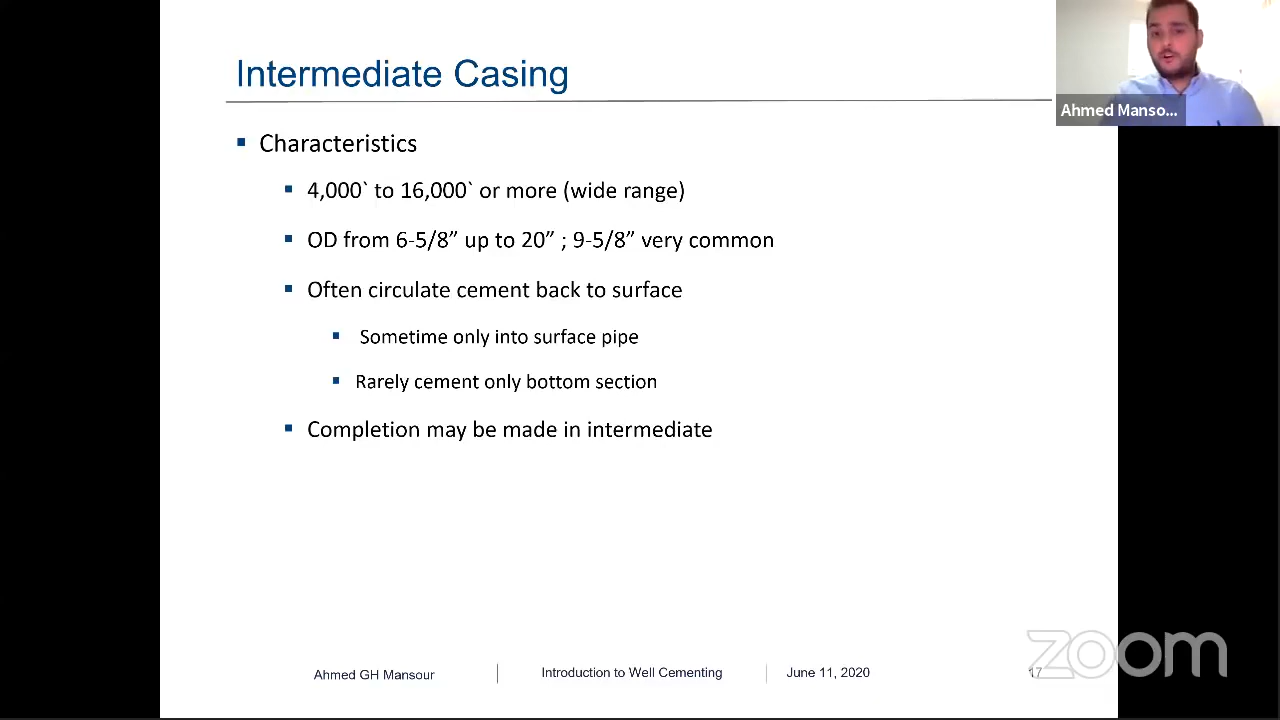 Intermediate Casing
Ahmed Manso...
▪ Characteristics
▪ 4,000` to 16,000` or more (wide range)
▪ OD from 6-5/8” up to 20” ; 9-5/8” very common
▪ Often circulate cement back to surface
▪ Sometime only into surface pipe
▪ Rarely cement only bottom section
▪ Completion may be made in intermediate
zoom
Ahmed GH Mansour
Introduction to Well Cementing
June 11, 2020
17